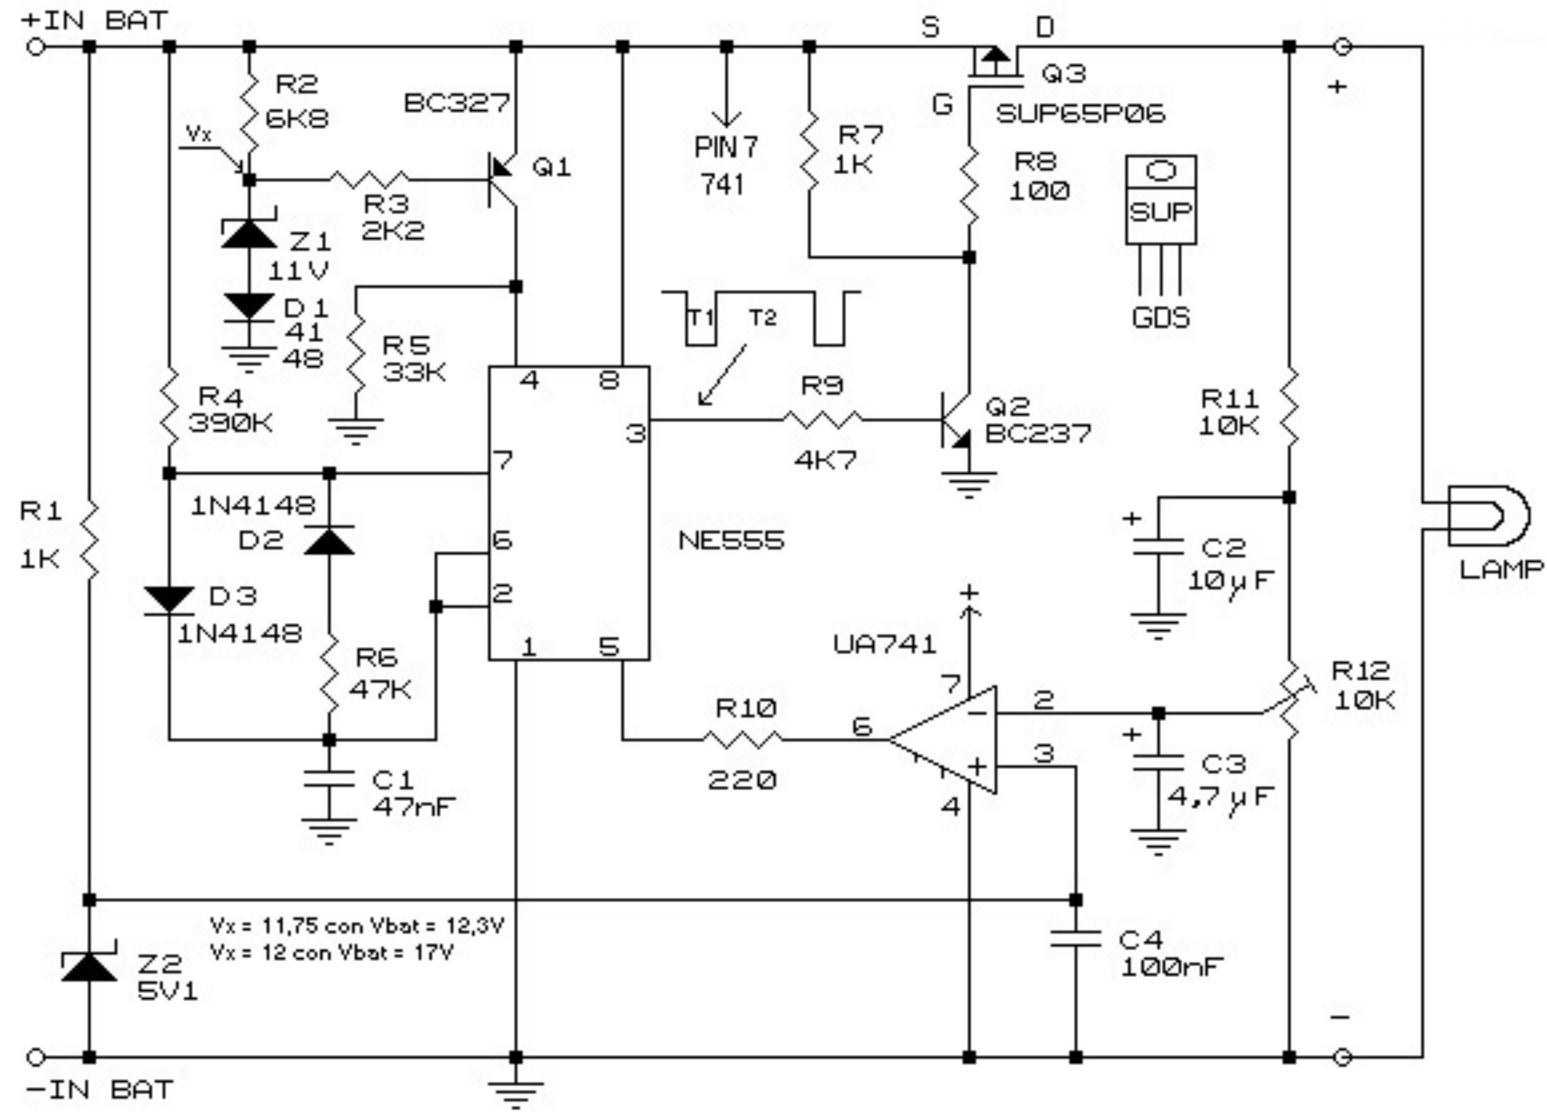 +IN BAT
S
D
R2
6K8
BC327
Q3
G
SUP65P06
Vx
PIN 7
741
R7
1K
R8
100
Q1
R3
2K2
SUP
Z1
11V
D1
41
48
T1
T2
GDS
R5
33K
4
8
R4
390K
R9
Q2
BC237
R11
10K
3
4K7
7
R1
1K
1N4148
D2
6
NE555
+
C2
10µF
LAMP
D3
1N4148
2
+
UA741
1
5
R6
47K
7
2
R12
10K
R10
220
6
−
+
3
4
+
C3
4,7µF
C1
47nF
Vx = 11,75 con Vbat = 12,3V
Vx = 12 con Vbat = 17V
C4
100nF
Z2
5V1
+
−
−IN BAT